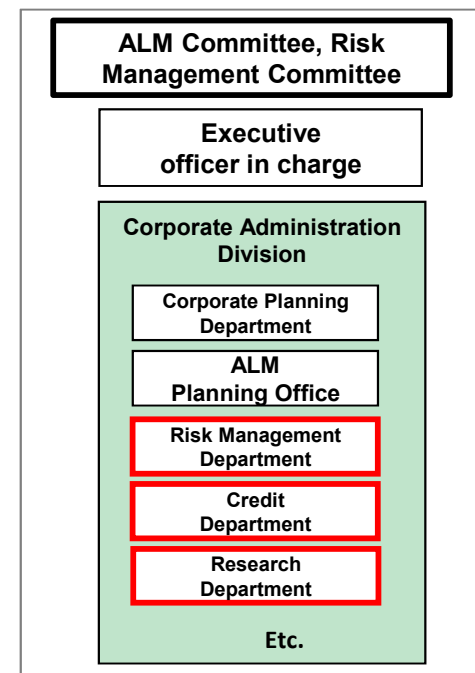 ALM Committee, Risk
Management Committee
Executive
officer in charge
Corporate Administration
Division
Corporate Planning
Department
ALM
Planning Office
Risk Management
Department
Credit
Department
Research
Department
Etc.